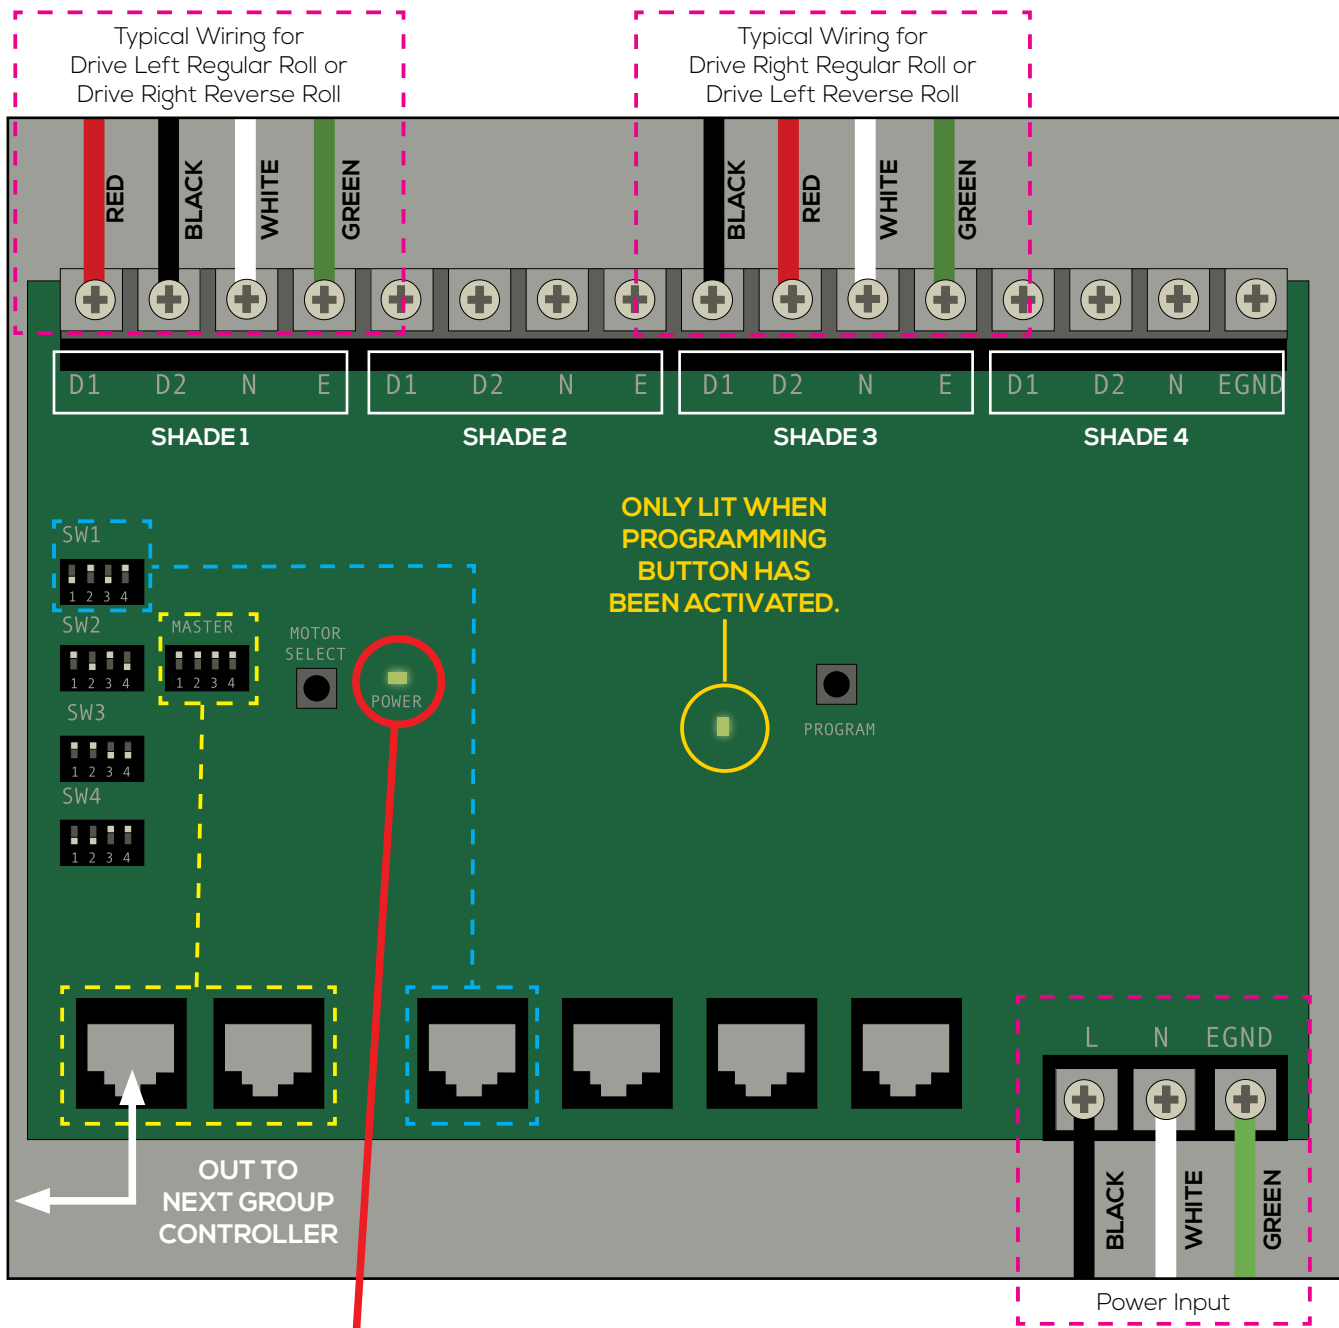 Typical Wiring for
Drive Left Regular Roll or
Drive Right Reverse Roll
Typical Wiring for
Drive Right Regular Roll or
Drive Left Reverse Roll
RED
BLACK
WHITE
GREEN
BLACK
RED
WHITE
GREEN
D1 D2 N E D1 D2 N E D1 D2 N E D1 D2 N EGND
SHADE 1 SHADE 2 SHADE 3 SHADE 4
ONLY LIT WHEN
PROGRAMMING
BUTTON HAS
BEEN ACTIVATED.
SW1
1 2 3 4
SW2
1 2 3 4
MASTER
1 2 3 4
MOTOR
SELECT
POWER
PROGRAM
SW3
1 2 3 4
SW4
1 2 3 4
L N EGND
OUT TO
NEXT GROUP
CONTROLLER
BLACK
WHITE
GREEN
Power Input